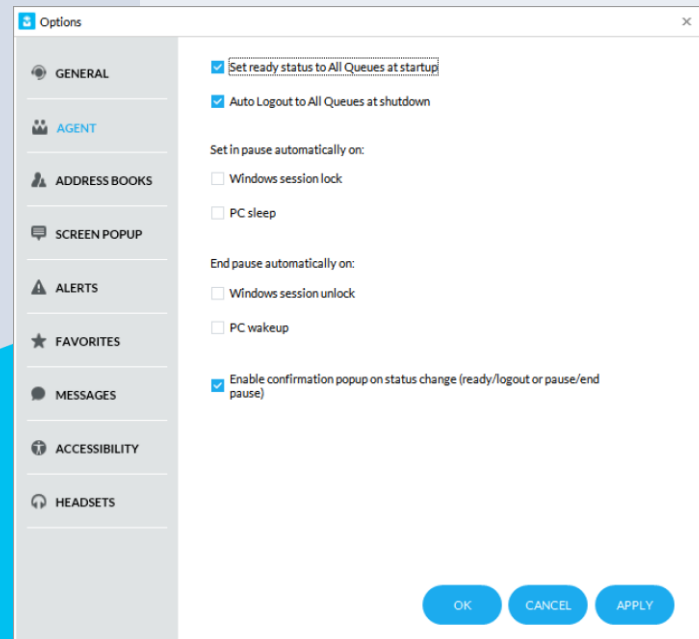 Options
GENERAL
AGENT
ADDRESS BOOKS
SCREEN POPUP
ALERTS
FAVORITES
MESSAGES
ACCESSIBILITY
HEADSETS
Set ready status to All Queues at startup
Auto Logout to All Queues at shutdown
Set in pause automatically on:
Windows session lock
PC sleep
End pause automatically on:
Windows session unlock
PC wakeup
Enable confirmation popup on status change (ready/logout or pause/end
pause)
OK
CANCEL
APPLY